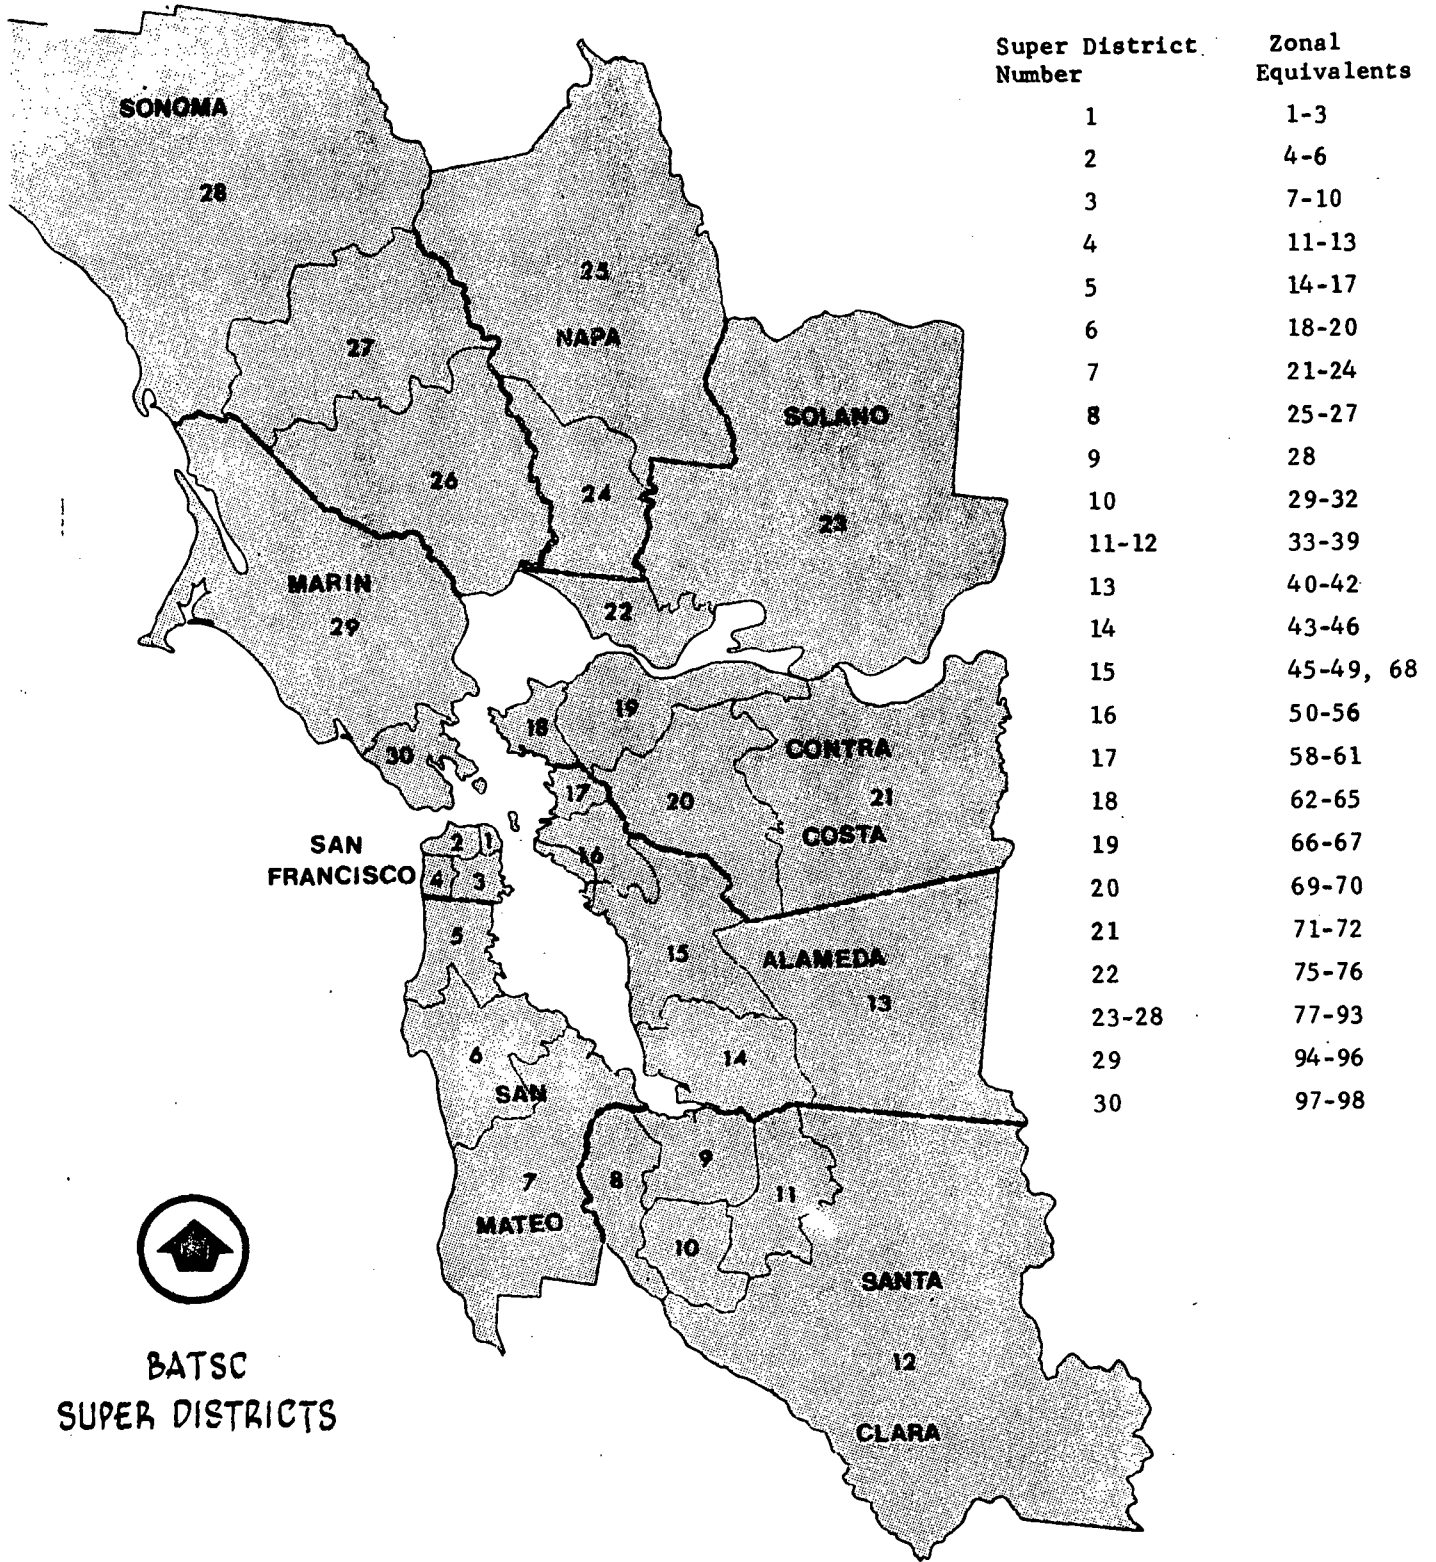 Super District Zonal
Number Equivalents
1 1-3
2 4-6
3 7-10
4 11-13
5 14-17
6 18-20
7 21-24
8 25-27
9 28
10 29-32
11-12 33-39
13 40-42
14 43-46
15 45-49, 68
16 50-56
17 58-61
18 62-65
19 66-67
20 69-70
21 71-72
22 75-76
23-28 77-93
29 94-96
30 97-98
SONOMA
28
25
NAPA
27
SOLANO
26
24
23
MARIN
29
22
19
18
30
CONTRA
17
20
21
COSTA
SAN
FRANCISCO
2
1
4
3
16
5
15
ALAMEDA
13
6
14
SAN
7
MATEO
8
9
11
10
SANTA
12
CLARA
BATSC
SUPER DISTRICTS